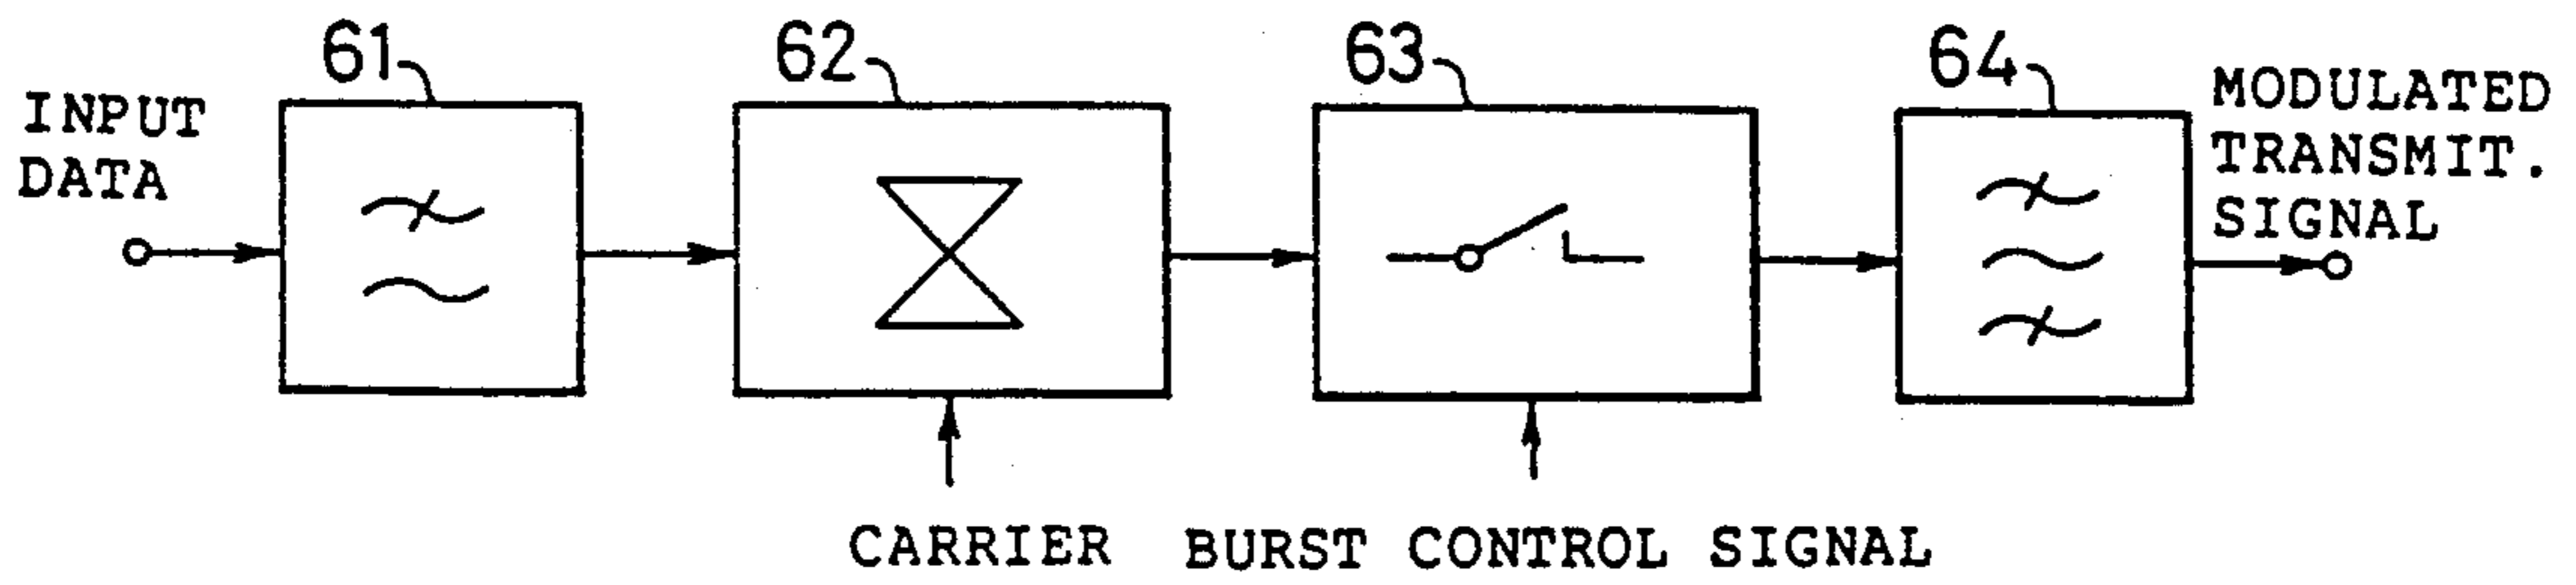 61
62
63
64
INPUT
DATA
MODULATED
TRANSMIT.
SIGNAL
CARRIER
BURST CONTROL SIGNAL